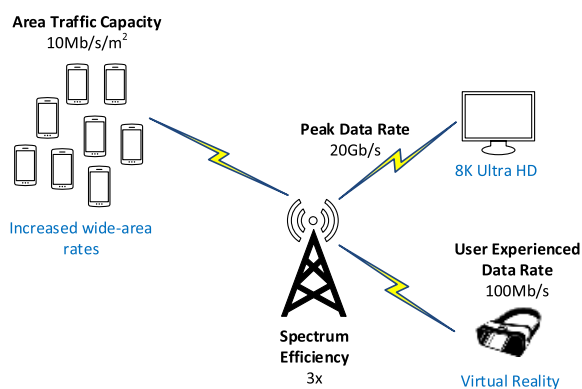 Area Traffic Capacity
10Mb/s/m²
Increased wide-area
rates
Peak Data Rate
20Gb/s
8K Ultra HD
User Experienced
Data Rate
100Mb/s
Virtual Reality
Spectrum
Efficiency
3x